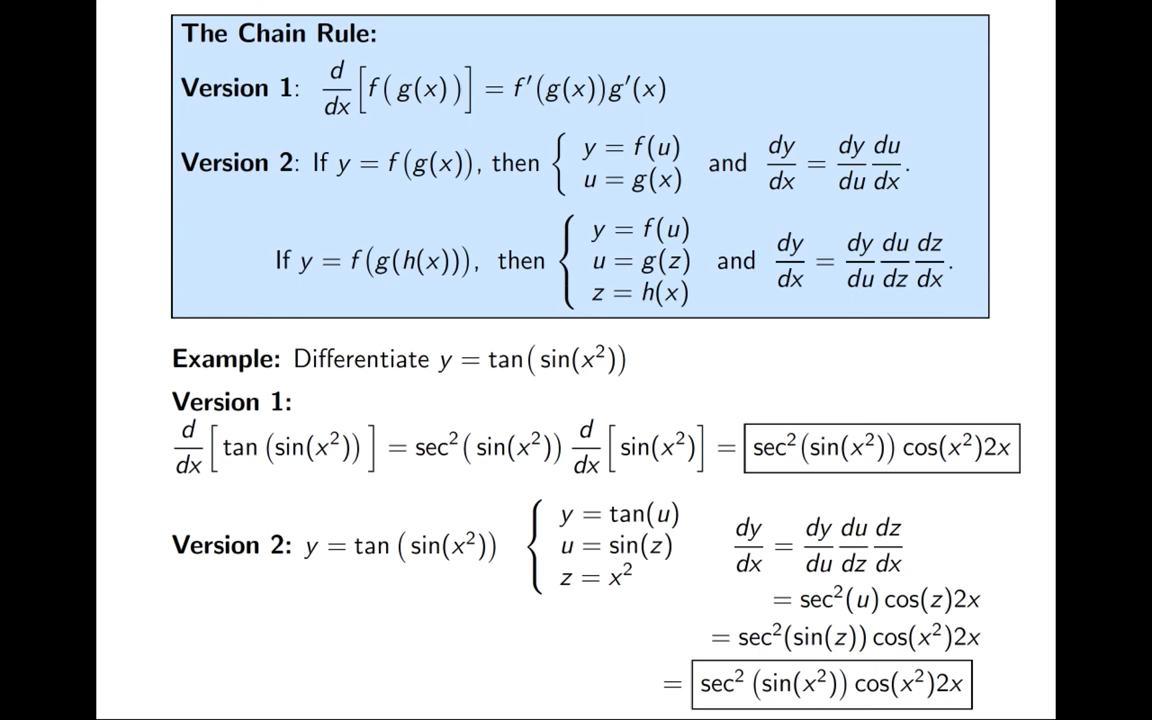 The Chain Rule:
Version 1: d/dx [f(g(x))] = f′(g(x))g′(x)
Version 2: If y = f(g(x)), then { y = f(u) u = g(x) and dy/dx = dy/du du/dx.
If y = f(g(h(x))), then { y = f(u) u = g(z) z = h(x) and dy/dx = dy/du du/dz dz/dx.
Example: Differentiate y = tan(sin(x²))
Version 1:
d/dx [tan (sin(x²))] = sec²(sin(x²)) d/dx [sin(x²)] = sec²(sin(x²)) cos(x²)2x
Version 2: y = tan (sin(x²)) { y = tan(u) u = sin(z) z = x² dy/dx = dy/du du/dz dz/dx
= sec²(u) cos(z)2x
= sec²(sin(z)) cos(x²)2x
= sec² (sin(x²)) cos(x²)2x